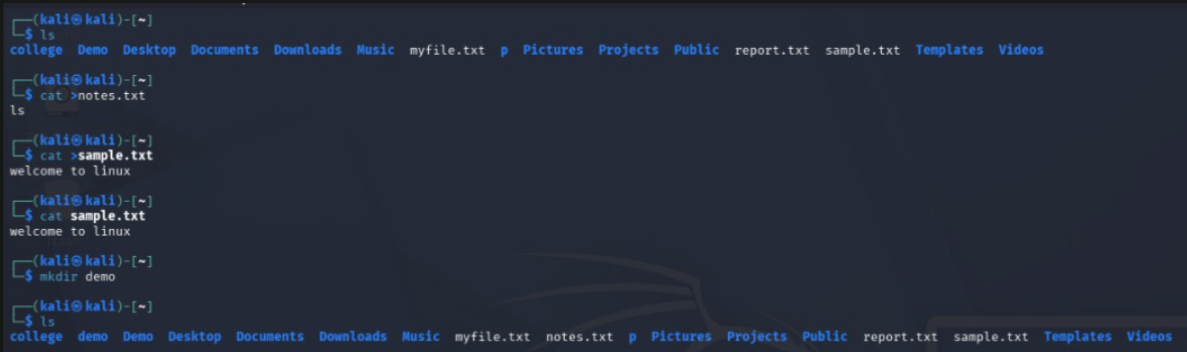 ┌──(kali㉿kali)-[~]
└─$ ls
college Demo Desktop Documents Downloads Music myfile.txt p Pictures Projects Public report.txt sample.txt Templates Videos
┌──(kali㉿kali)-[~]
└─$ cat >notes.txt
ls
┌──(kali㉿kali)-[~]
└─$ cat >sample.txt
welcome to linux
┌──(kali㉿kali)-[~]
└─$ cat sample.txt
welcome to linux
┌──(kali㉿kali)-[~]
└─$ mkdir demo
┌──(kali㉿kali)-[~]
└─$ ls
college demo Demo Desktop Documents Downloads Music myfile.txt notes.txt p Pictures Projects Public report.txt sample.txt Templates Videos